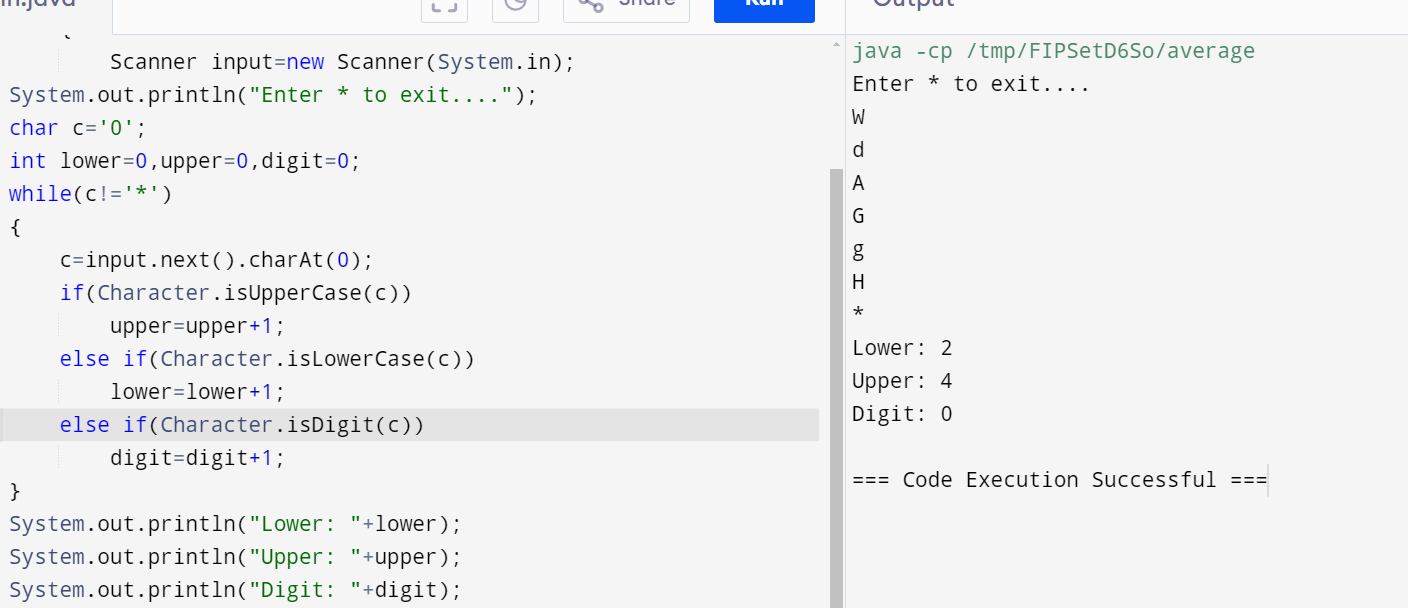 in.java
Share
Run
Output
{
Scanner input=new Scanner(System.in);
System.out.println("Enter * to exit....");
char c='0';
int lower=0,upper=0,digit=0;
while(c!='*')
{
c=input.next().charAt(0);
if(Character.isUpperCase(c))
upper=upper+1;
else if(Character.isLowerCase(c))
lower=lower+1;
else if(Character.isDigit(c))
digit=digit+1;
}
System.out.println("Lower: "+lower);
System.out.println("Upper: "+upper);
System.out.println("Digit: "+digit);
java -cp /tmp/FIPSetD6So/average
Enter * to exit....
W
d
A
G
g
H
*
Lower: 2
Upper: 4
Digit: 0
=== Code Execution Successful ===